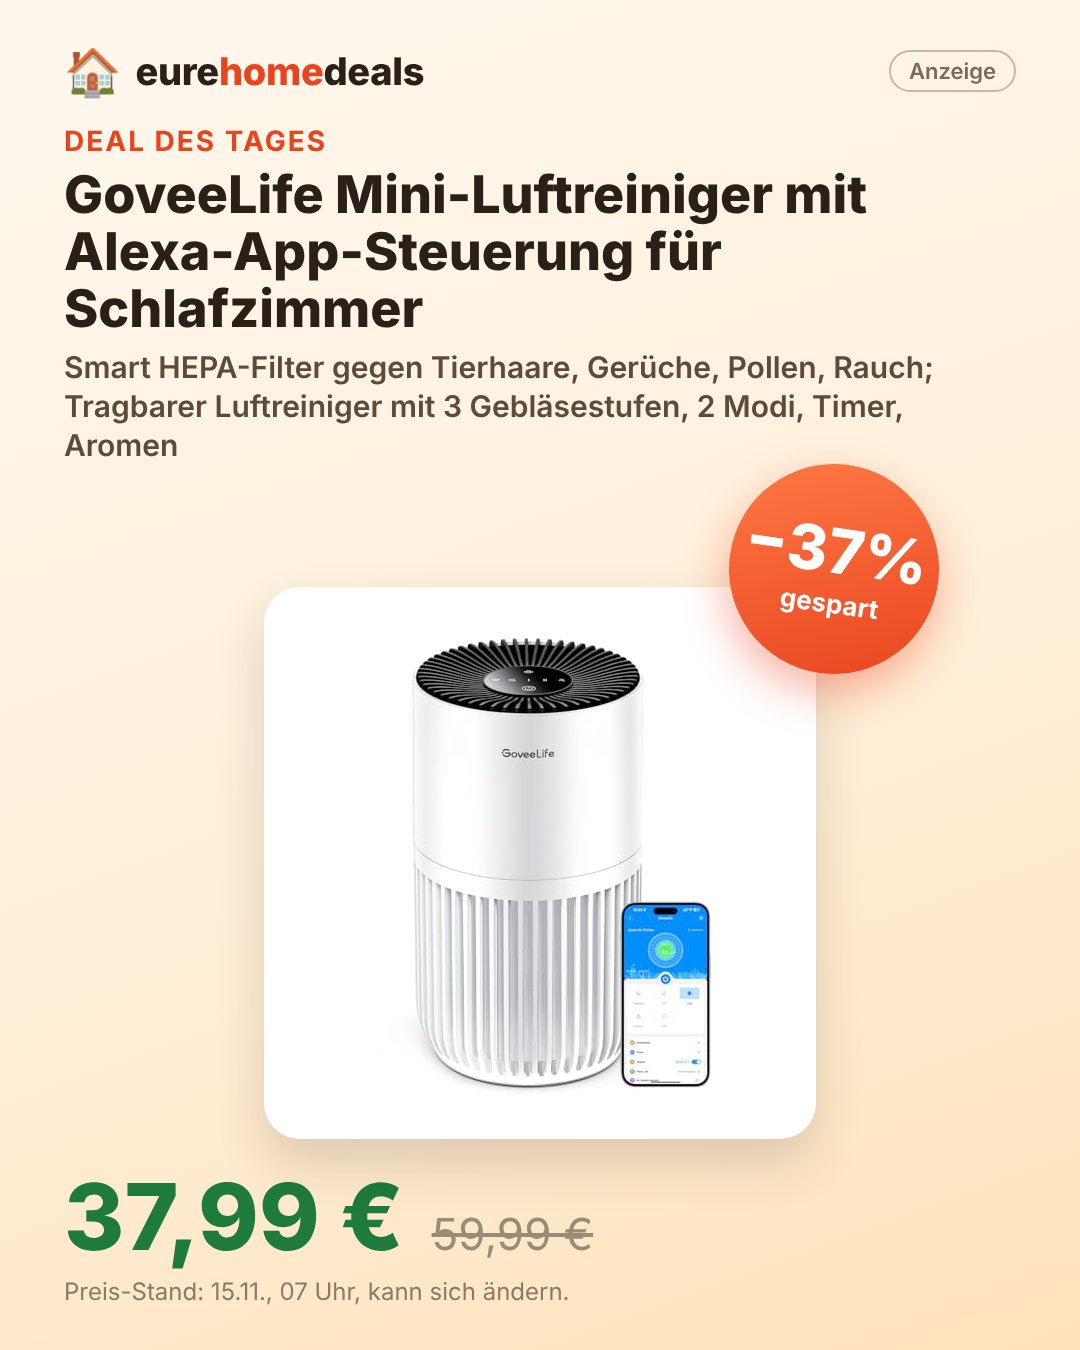 eurehomedeals
Anzeige
DEAL DES TAGES
GoveeLife Mini-Luftreiniger mit
Alexa-App-Steuerung für
Schlafzimmer
Smart HEPA-Filter gegen Tierhaare, Gerüche, Pollen, Rauch;
Tragbarer Luftreiniger mit 3 Gebläsestufen, 2 Modi, Timer,
Aromen
-37%
gespart
GoveeLife
37,99 € 59,99 €
Preis-Stand: 15.11., 07 Uhr, kann sich ändern.